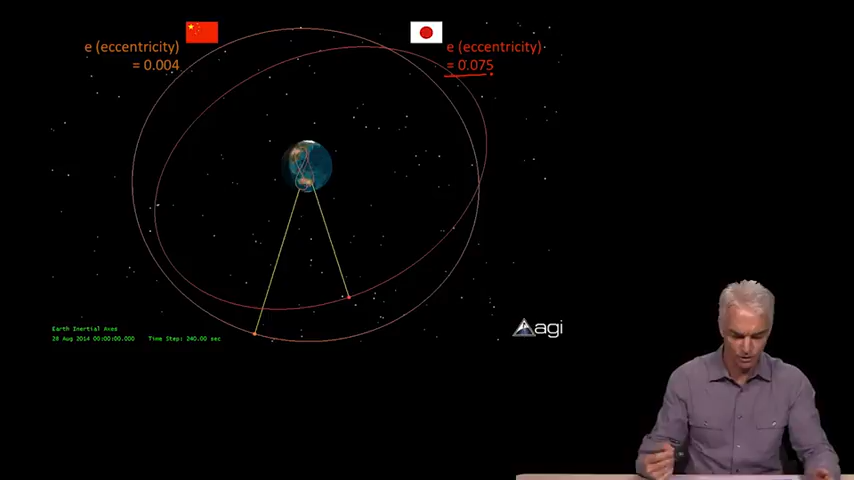 e (eccentricity)
= 0.004
e (eccentricity)
= 0.075
Earth Inertial Axes
28 Aug 2014 00:00:00.000 Time Step: 240.00 sec
agi